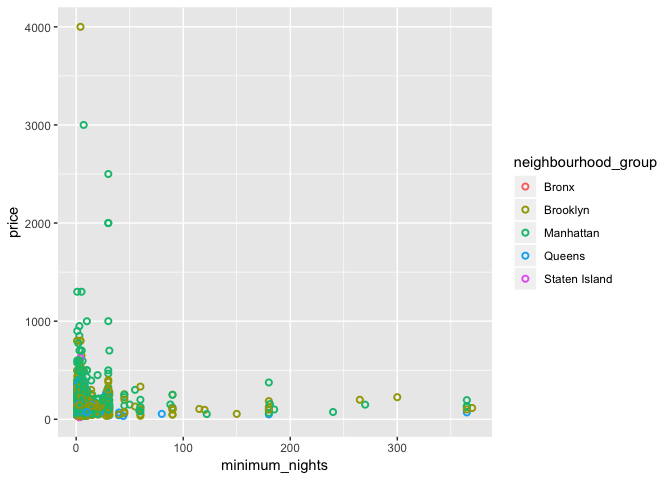 4000
3000
2000
1000
0
price
0
100
200
300
minimum_nights
neighbourhood_group
Bronx
Brooklyn
Manhattan
Queens
Staten Island